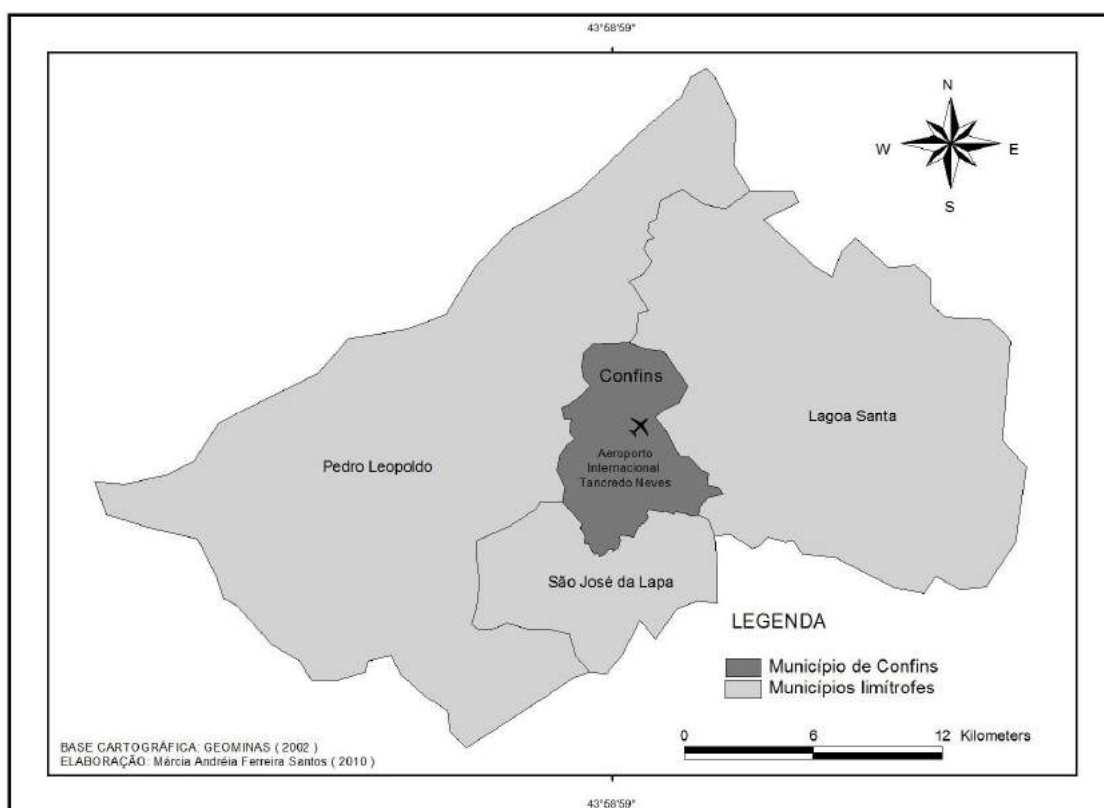 43°58'59"
N
W E
S
Confins
Lagoa Santa
Aeroporto
Internacional
Tancredo Neves
Pedro Leopoldo
São José da Lapa
LEGENDA
Município de Confins
Municípios limítrofes
0 6 12 Kilometers
BASE CARTOGRÁFICA: GEOMINAS ( 2002 )
ELABORAÇÃO: Márcia Andréia Ferreira Santos ( 2010 )
43°58'59"